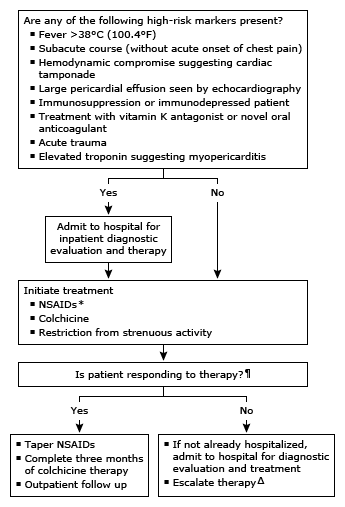 Are any of the following high-risk markers present?
▪ Fever >38°C (100.4°F)
▪ Subacute course (without acute onset of chest pain)
▪ Hemodynamic compromise suggesting cardiac
tamponade
▪ Large pericardial effusion seen by echocardiography
▪ Immunosuppression or immunodepressed patient
▪ Treatment with vitamin K antagonist or novel oral
anticoagulant
▪ Acute trauma
▪ Elevated troponin suggesting myopericarditis
Yes
No
Admit to hospital for
inpatient diagnostic
evaluation and therapy
Initiate treatment
▪ NSAIDs*
▪ Colchicine
▪ Restriction from strenuous activity
Is patient responding to therapy?¶
Yes
No
▪ Taper NSAIDs
▪ Complete three months
of colchicine therapy
▪ Outpatient follow up
▪ If not already hospitalized,
admit to hospital for diagnostic
evaluation and treatment
▪ Escalate therapyΔ